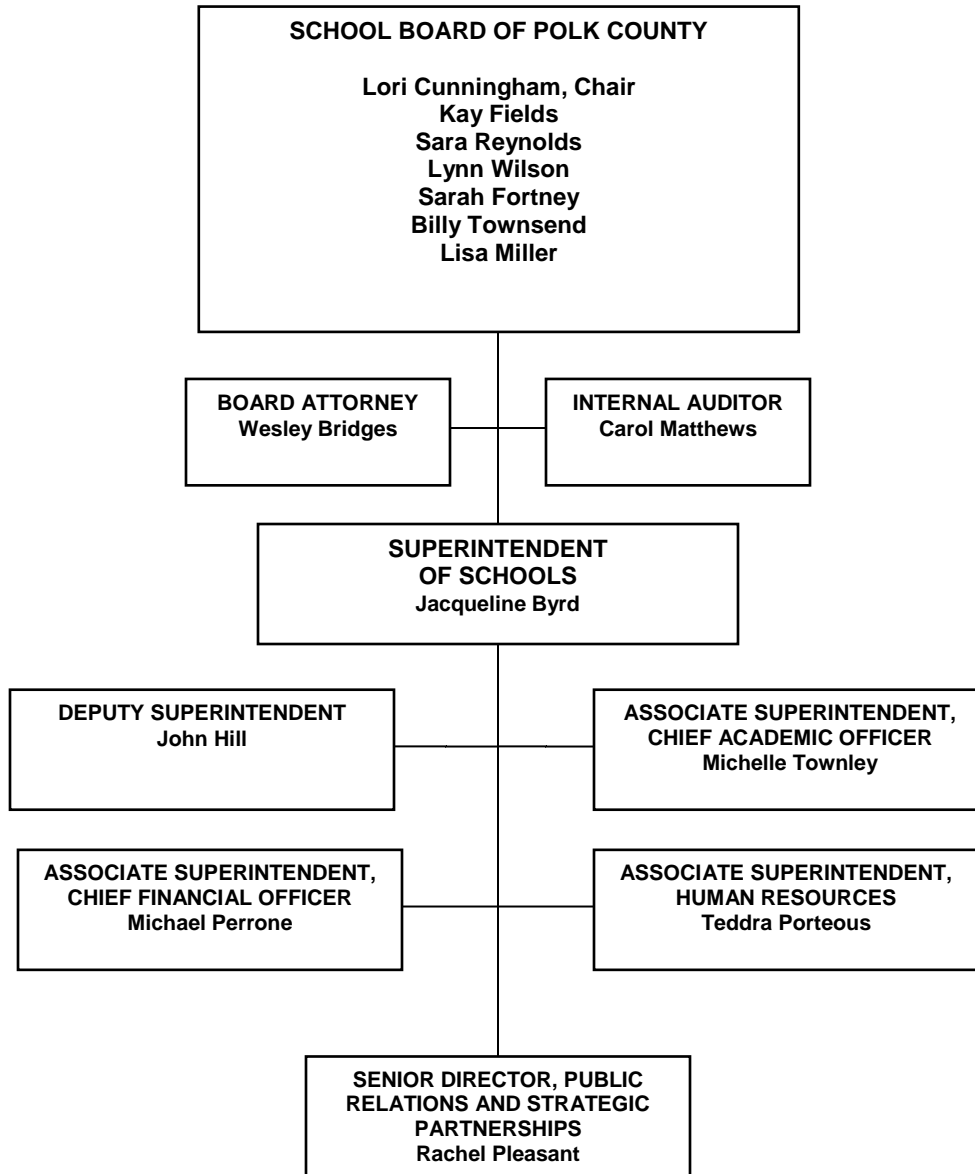 SCHOOL BOARD OF POLK COUNTY
Lori Cunningham, Chair
Kay Fields
Sara Reynolds
Lynn Wilson
Sarah Fortney
Billy Townsend
Lisa Miller
BOARD ATTORNEY
Wesley Bridges
INTERNAL AUDITOR
Carol Matthews
SUPERINTENDENT
OF SCHOOLS
Jacqueline Byrd
DEPUTY SUPERINTENDENT
John Hill
ASSOCIATE SUPERINTENDENT,
CHIEF ACADEMIC OFFICER
Michelle Townley
ASSOCIATE SUPERINTENDENT,
CHIEF FINANCIAL OFFICER
Michael Perrone
ASSOCIATE SUPERINTENDENT,
HUMAN RESOURCES
Teddra Porteous
SENIOR DIRECTOR, PUBLIC
RELATIONS AND STRATEGIC
PARTNERSHIPS
Rachel Pleasant